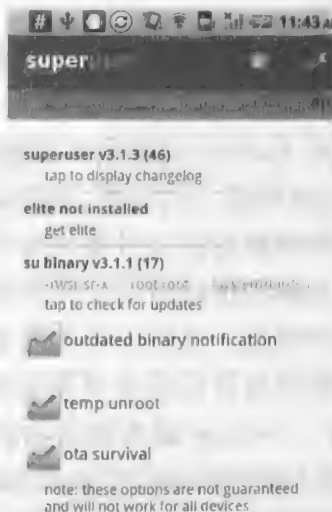 # 11:43
super
superuser v3.1.3 (46)
tap to display changelog
elite not installed
get elite
su binary v3.1.1 (17)
root root
tap to check for updates
outdated binary notification
temp unroot
ota survival
note: these options are not guaranteed
and will not work for all devices